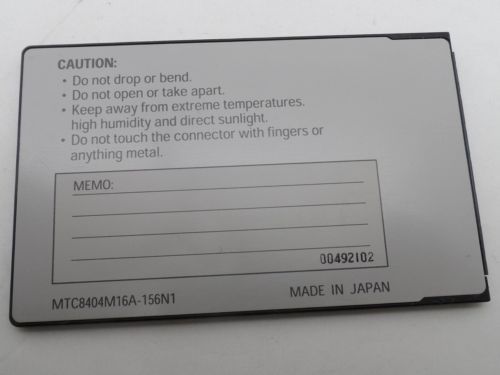 CAUTION:
• Do not drop or bend.
• Do not open or take apart.
• Keep away from extreme temperatures.
high humidity and direct sunlight.
• Do not touch the connector with fingers or
anything metal.
MEMO:
00492102
MTC8404M16A-156N1
MADE IN JAPAN